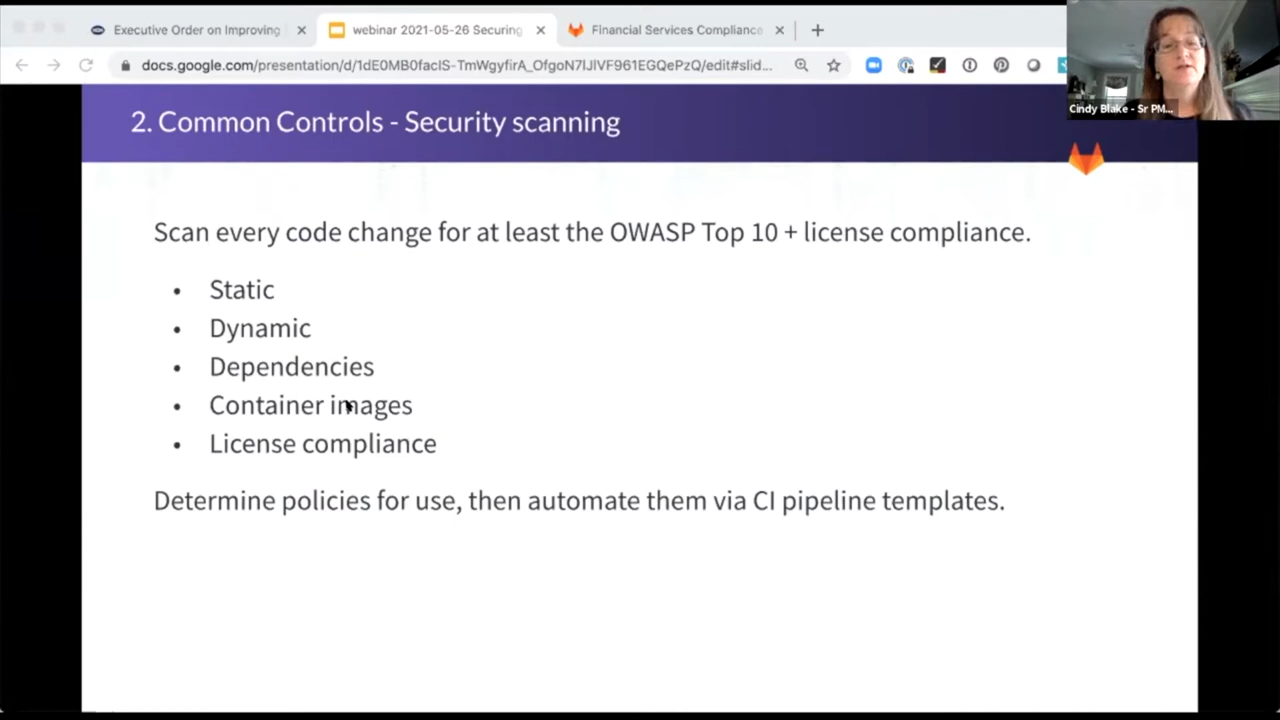 Executive Order on Improving
webinar 2021-05-26 Securing
Financial Services Compliance
docs.google.com/presentation/d/1dE0MB0facIS-TmWgyfirA_OfgoN7IJIVF961EGQePzQ/edit#slid...
Cindy Blake - Sr PM...
2. Common Controls - Security scanning
Scan every code change for at least the OWASP Top 10 + license compliance.
• Static
• Dynamic
• Dependencies
• Container images
• License compliance
Determine policies for use, then automate them via CI pipeline templates.